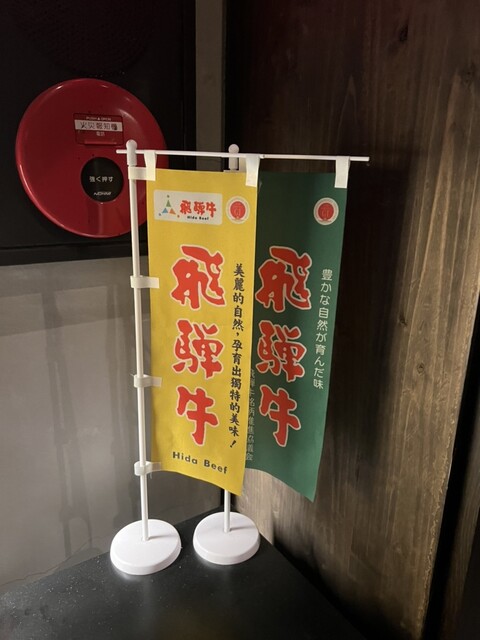 火災報知機
強く押す
飛騨牛
Hida Beef
飛騨牛
美麗的自然，孕育出獨特的美味！
Hida Beef
飛騨牛
豊かな自然が育んだ味